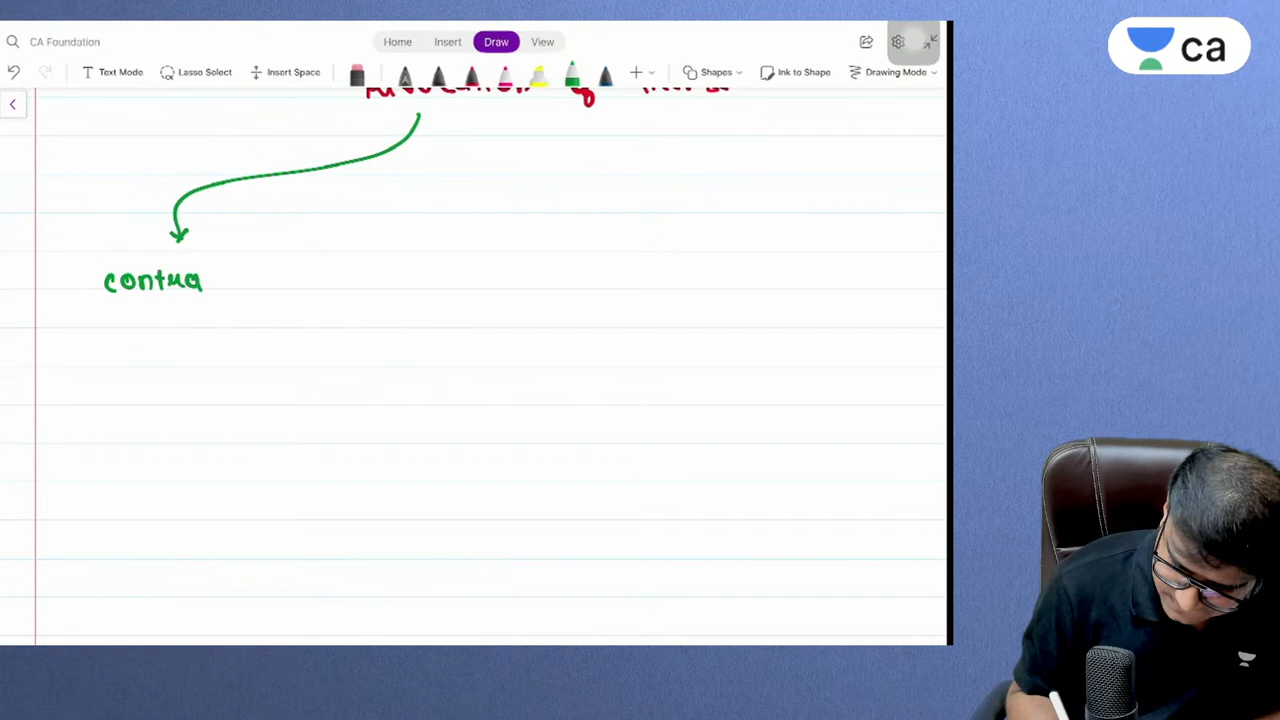 CA Foundation
Home Insert Draw View
Text Mode Lasso Select Insert Space Shapes Ink to Shape Drawing Mode
contra
ca